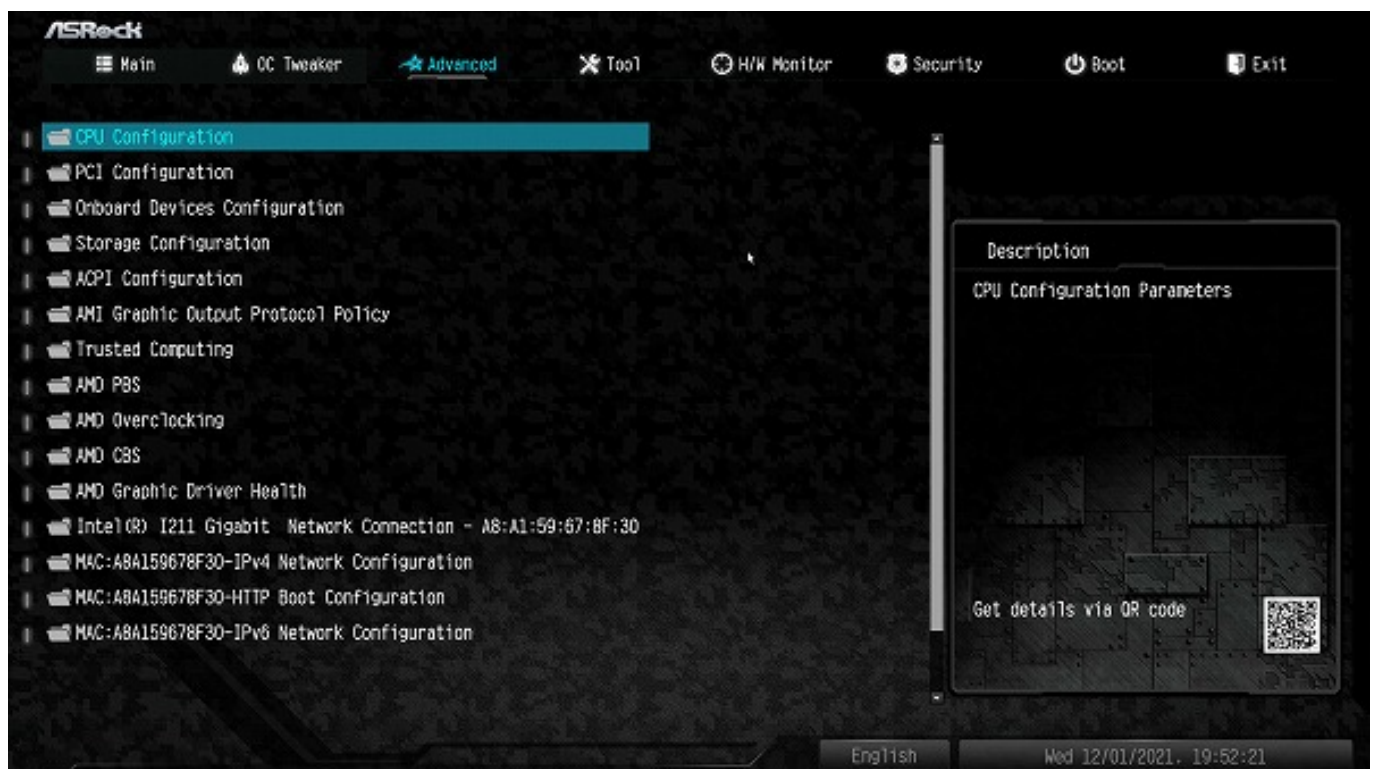 ASRock
Main OC Tweaker Advanced Tool H/W Monitor Security Boot Exit
CPU Configuration
PCI Configuration
Onboard Devices Configuration
Storage Configuration
ACPI Configuration
AMI Graphic Output Protocol Policy
Trusted Computing
AMD PBS
AMD Overclocking
AMD CBS
AMD Graphic Driver Health
Intel(R) I211 Gigabit  Network Connection - A8:A1:59:67:8F:30
MAC:A8A159678F30-IPv4 Network Configuration
MAC:A8A159678F30-HTTP Boot Configuration
MAC:A8A159678F30-IPv6 Network Configuration
Description
CPU Configuration Parameters
Get details via QR code
English
Wed 12/01/2021. 19:52:21